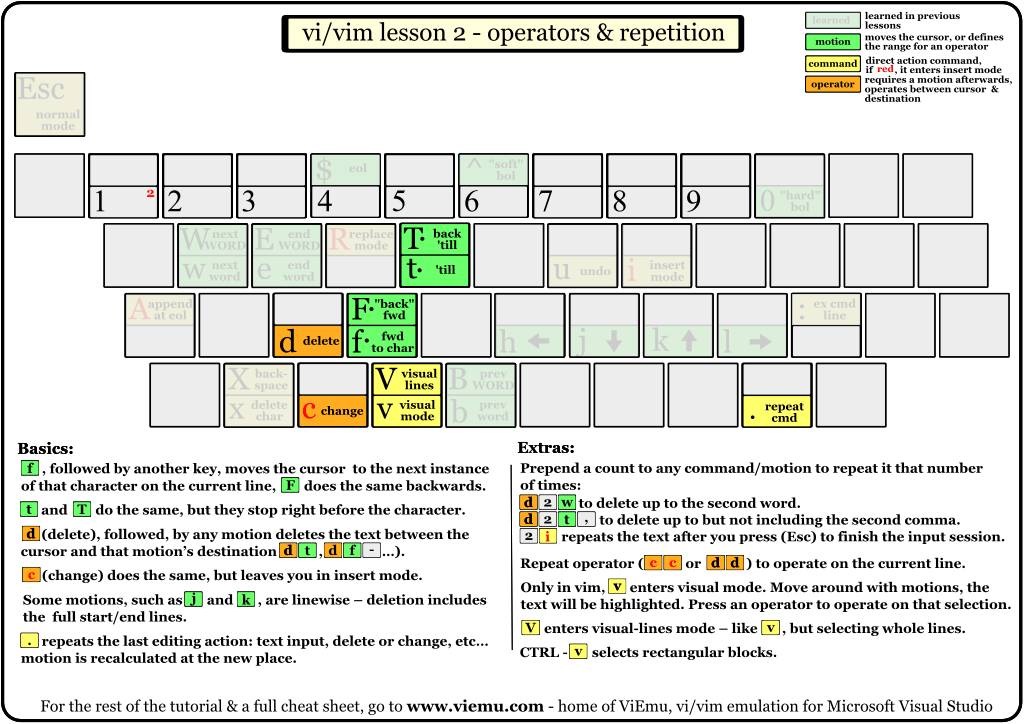 vi/vim lesson 2 - operators & repetition
learned
learned in previous
lessons
motion
moves the cursor, or defines
the range for an operator
command
direct action command,
if red, it enters insert mode
operator
requires a motion afterwards,
operates between cursor &
destination
Esc
normal
mode
1 2
2
3
$ eol
4
5
^ "soft"
bol
6
7
8
9
0 "hard"
bol
W next
WORD
w next
word
E end
WORD
e end
word
R replace
mode
T· back
'till
t· 'till
u undo
i insert
mode
A append
at eol
d delete
F· "back"
fwd
f· fwd
to char
h ←
j ↓
k ↑
l →
: ex cmd
line
X back-
space
x delete
char
c change
V visual
lines
v visual
mode
B prev
WORD
b prev
word
. repeat
cmd
Basics:
f , followed by another key, moves the cursor to the next instance
of that character on the current line, F does the same backwards.
t and T do the same, but they stop right before the character.
d (delete), followed, by any motion deletes the text between the
cursor and that motion's destination d t , d f - ...).
c (change) does the same, but leaves you in insert mode.
Some motions, such as j and k , are linewise – deletion includes
the full start/end lines.
. repeats the last editing action: text input, delete or change, etc...
motion is recalculated at the new place.
Extras:
Prepend a count to any command/motion to repeat it that number
of times:
d 2 w to delete up to the second word.
d 2 t , to delete up to but not including the second comma.
2 i repeats the text after you press (Esc) to finish the input session.
Repeat operator ( c c or d d ) to operate on the current line.
Only in vim, v enters visual mode. Move around with motions, the
text will be highlighted. Press an operator to operate on that selection.
V enters visual-lines mode – like v , but selecting whole lines.
CTRL - v selects rectangular blocks.
For the rest of the tutorial & a full cheat sheet, go to www.viemu.com - home of ViEmu, vi/vim emulation for Microsoft Visual Studio